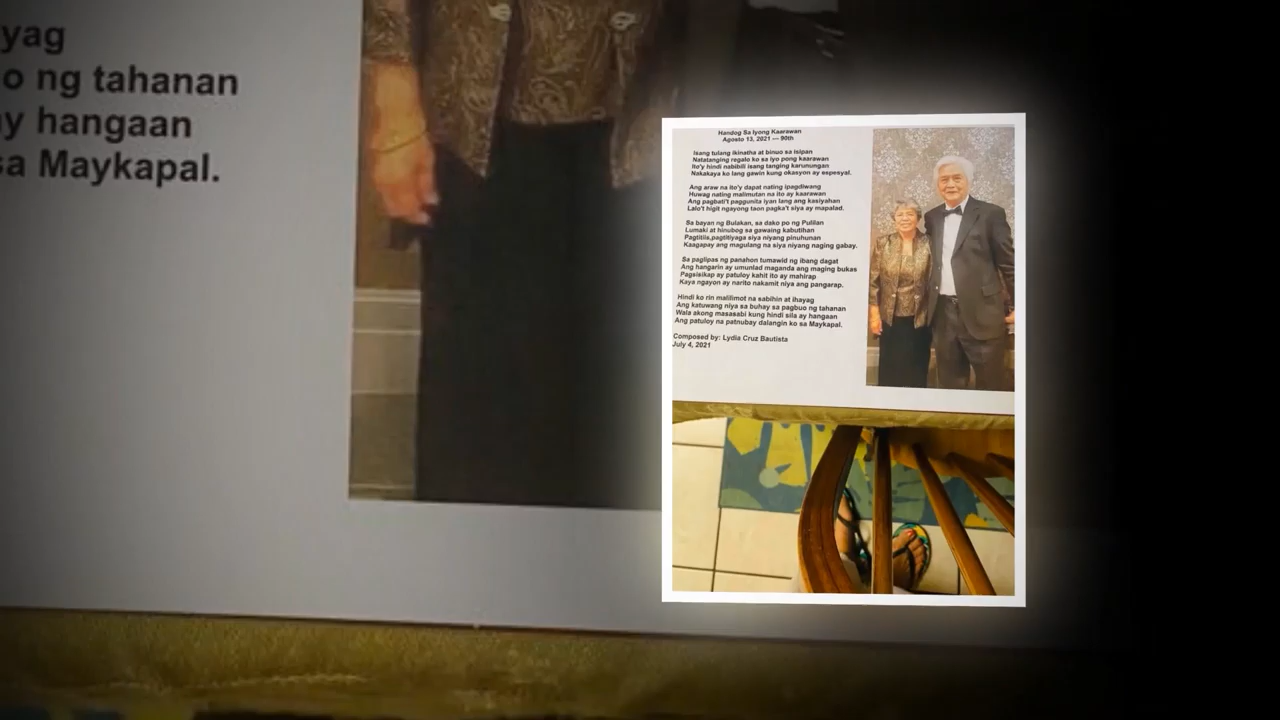 yag
o ng tahanan
ay hangaan
sa Maykapal.
Handog Sa Iyong Kaarawan
Agosto 13, 2021 --- 90th
Isang tulang ikinatha at binuo sa isipan
Natatanging regalo ko sa iyo pong kaarawan
Ito'y hindi nabibili isang tanging karunungan
Nakakaya ko lang gawin kung okasyon ay espesyal.
Ang araw na ito'y dapat nating ipagdiwang
Huwag nating malimutan na ito ay kaarawan
Ang pagbati't paggunita iyan lang ang kasiyahan
Lalo't higit ngayong taon pagka't siya ay mapalad.
Sa bayan ng Bulakan, sa dako po ng Pulilan
Lumaki at hinubog sa gawaing kabutihan
Pagtitiis,pagtitiyaga siya niyang pinuhunan
Kaagapay ang magulang na siya niyang naging gabay.
Sa paglipas ng panahon tumawid ng ibang dagat
Ang hangarin ay umunlad maganda ang maging bukas
Pagsisikap ay patuloy kahit ito ay mahirap
Kaya ngayon ay narito nakamit niya ang pangarap.
Hindi ko rin malilimot na sabihin at ihayag
Ang katuwang niya sa buhay sa pagbuo ng tahanan
Wala akong masasabi kung hindi sila ay hangaan
Ang patuloy na patnubay dalangin ko sa Maykapal.
Composed by: Lydia Cruz Bautista
July 4, 2021